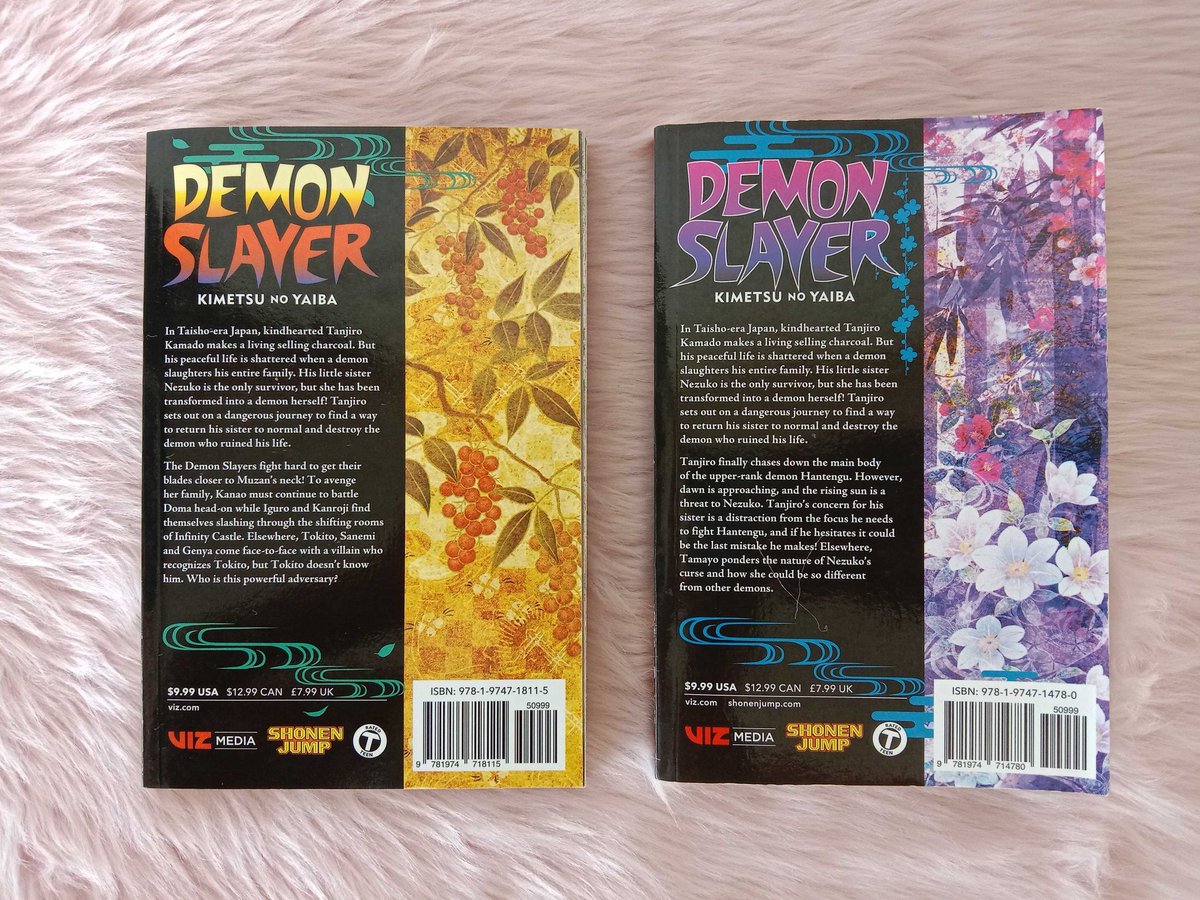 DEMON
SLAYER
KIMETSU NO YAIBA
In Taisho-era Japan, kindhearted Tanjiro
Kamado makes a living selling charcoal. But
his peaceful life is shattered when a demon
slaughters his entire family. His little sister
Nezuko is the only survivor, but she has been
transformed into a demon herself! Tanjiro
sets out on a dangerous journey to find a way
to return his sister to normal and destroy the
demon who ruined his life.
The Demon Slayers fight hard to get their
blades closer to Muzan's neck! To avenge
her family, Kanao must continue to battle
Doma head-on while Iguro and Kanroji find
themselves slashing through the shifting rooms
of Infinity Castle. Elsewhere, Tokito, Sanemi
and Genya come face-to-face with a villain who
recognizes Tokito, but Tokito doesn't know
him. Who is this powerful adversary?
$9.99 USA $12.99 CAN £7.99 UK
viz.com
VIZ MEDIA
SHONEN
JUMP
RATED
T
TEEN
ISBN: 978-1-9747-1811-5
50999
9 781974 718115
DEMON
SLAYER
KIMETSU NO YAIBA
In Taisho-era Japan, kindhearted Tanjiro
Kamado makes a living selling charcoal. But
his peaceful life is shattered when a demon
slaughters his entire family. His little sister
Nezuko is the only survivor, but she has been
transformed into a demon herself! Tanjiro
sets out on a dangerous journey to find a way
to return his sister to normal and destroy the
demon who ruined his life.
Tanjiro finally chases down the main body
of the upper-rank demon Hantengu. However,
dawn is approaching, and the rising sun is a
threat to Nezuko. Tanjiro's concern for his
sister is a distraction from the focus he needs
to fight Hantengu, and if he hesitates it could
be the last mistake he makes! Elsewhere,
Tamayo ponders the nature of Nezuko's
curse and how she could be so different
from other demons.
$9.99 USA $12.99 CAN £7.99 UK
viz.com shonenjump.com
VIZ MEDIA
SHONEN
JUMP
RATED
T
TEEN
ISBN: 978-1-9747-1478-0
50999
9 781974 714780